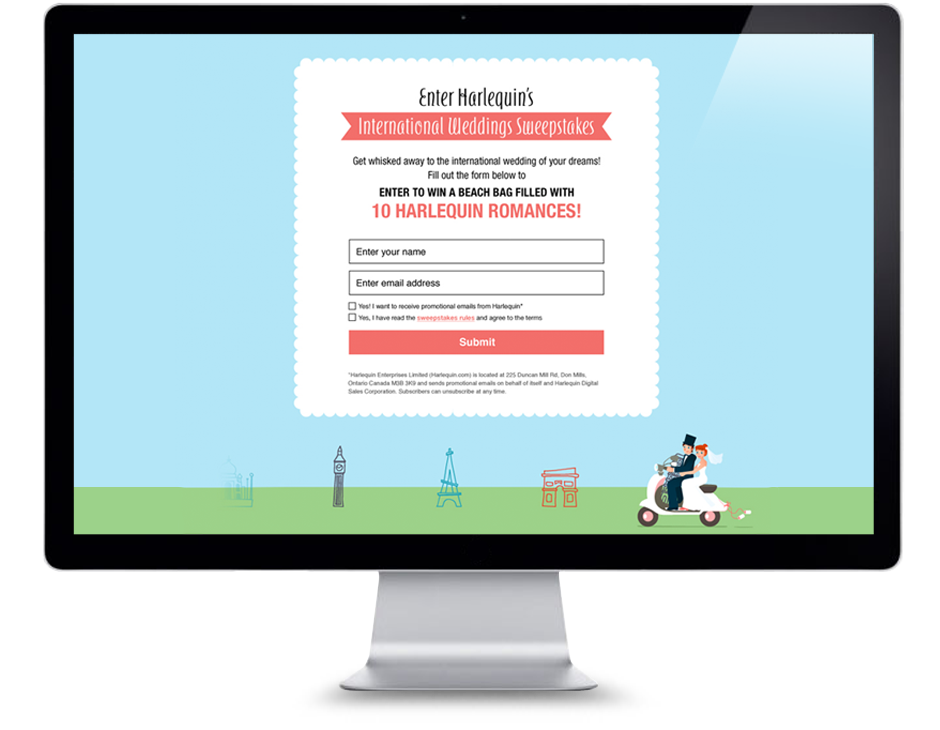 Enter Harlequin's
International Weddings Sweepstakes
Get whisked away to the international wedding of your dreams!
Fill out the form below to
ENTER TO WIN A BEACH BAG FILLED WITH
10 HARLEQUIN ROMANCES!
Enter your name
Enter email address
Yes! I want to receive promotional emails from Harlequin*
Yes, I have read the sweepstakes rules and agree to the terms
Submit
*Harlequin Enterprises Limited (Harlequin.com) is located at 225 Duncan Mill Rd, Don Mills,
Ontario Canada M3B 3K9 and sends promotional emails on behalf of itself and Harlequin Digital
Sales Corporation. Subscribers can unsubscribe at any time.